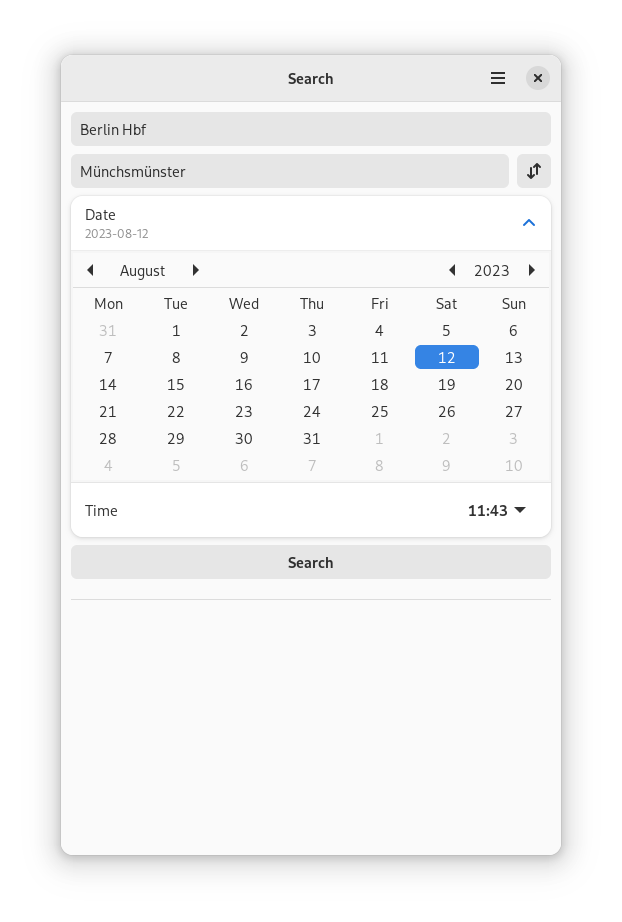 Search
Berlin Hbf
Münchsmünster
Date
2023-08-12
August 2023
Mon Tue Wed Thu Fri Sat Sun
31 1 2 3 4 5 6
7 8 9 10 11 12 13
14 15 16 17 18 19 20
21 22 23 24 25 26 27
28 29 30 31 1 2 3
4 5 6 7 8 9 10
Time 11:43
Search